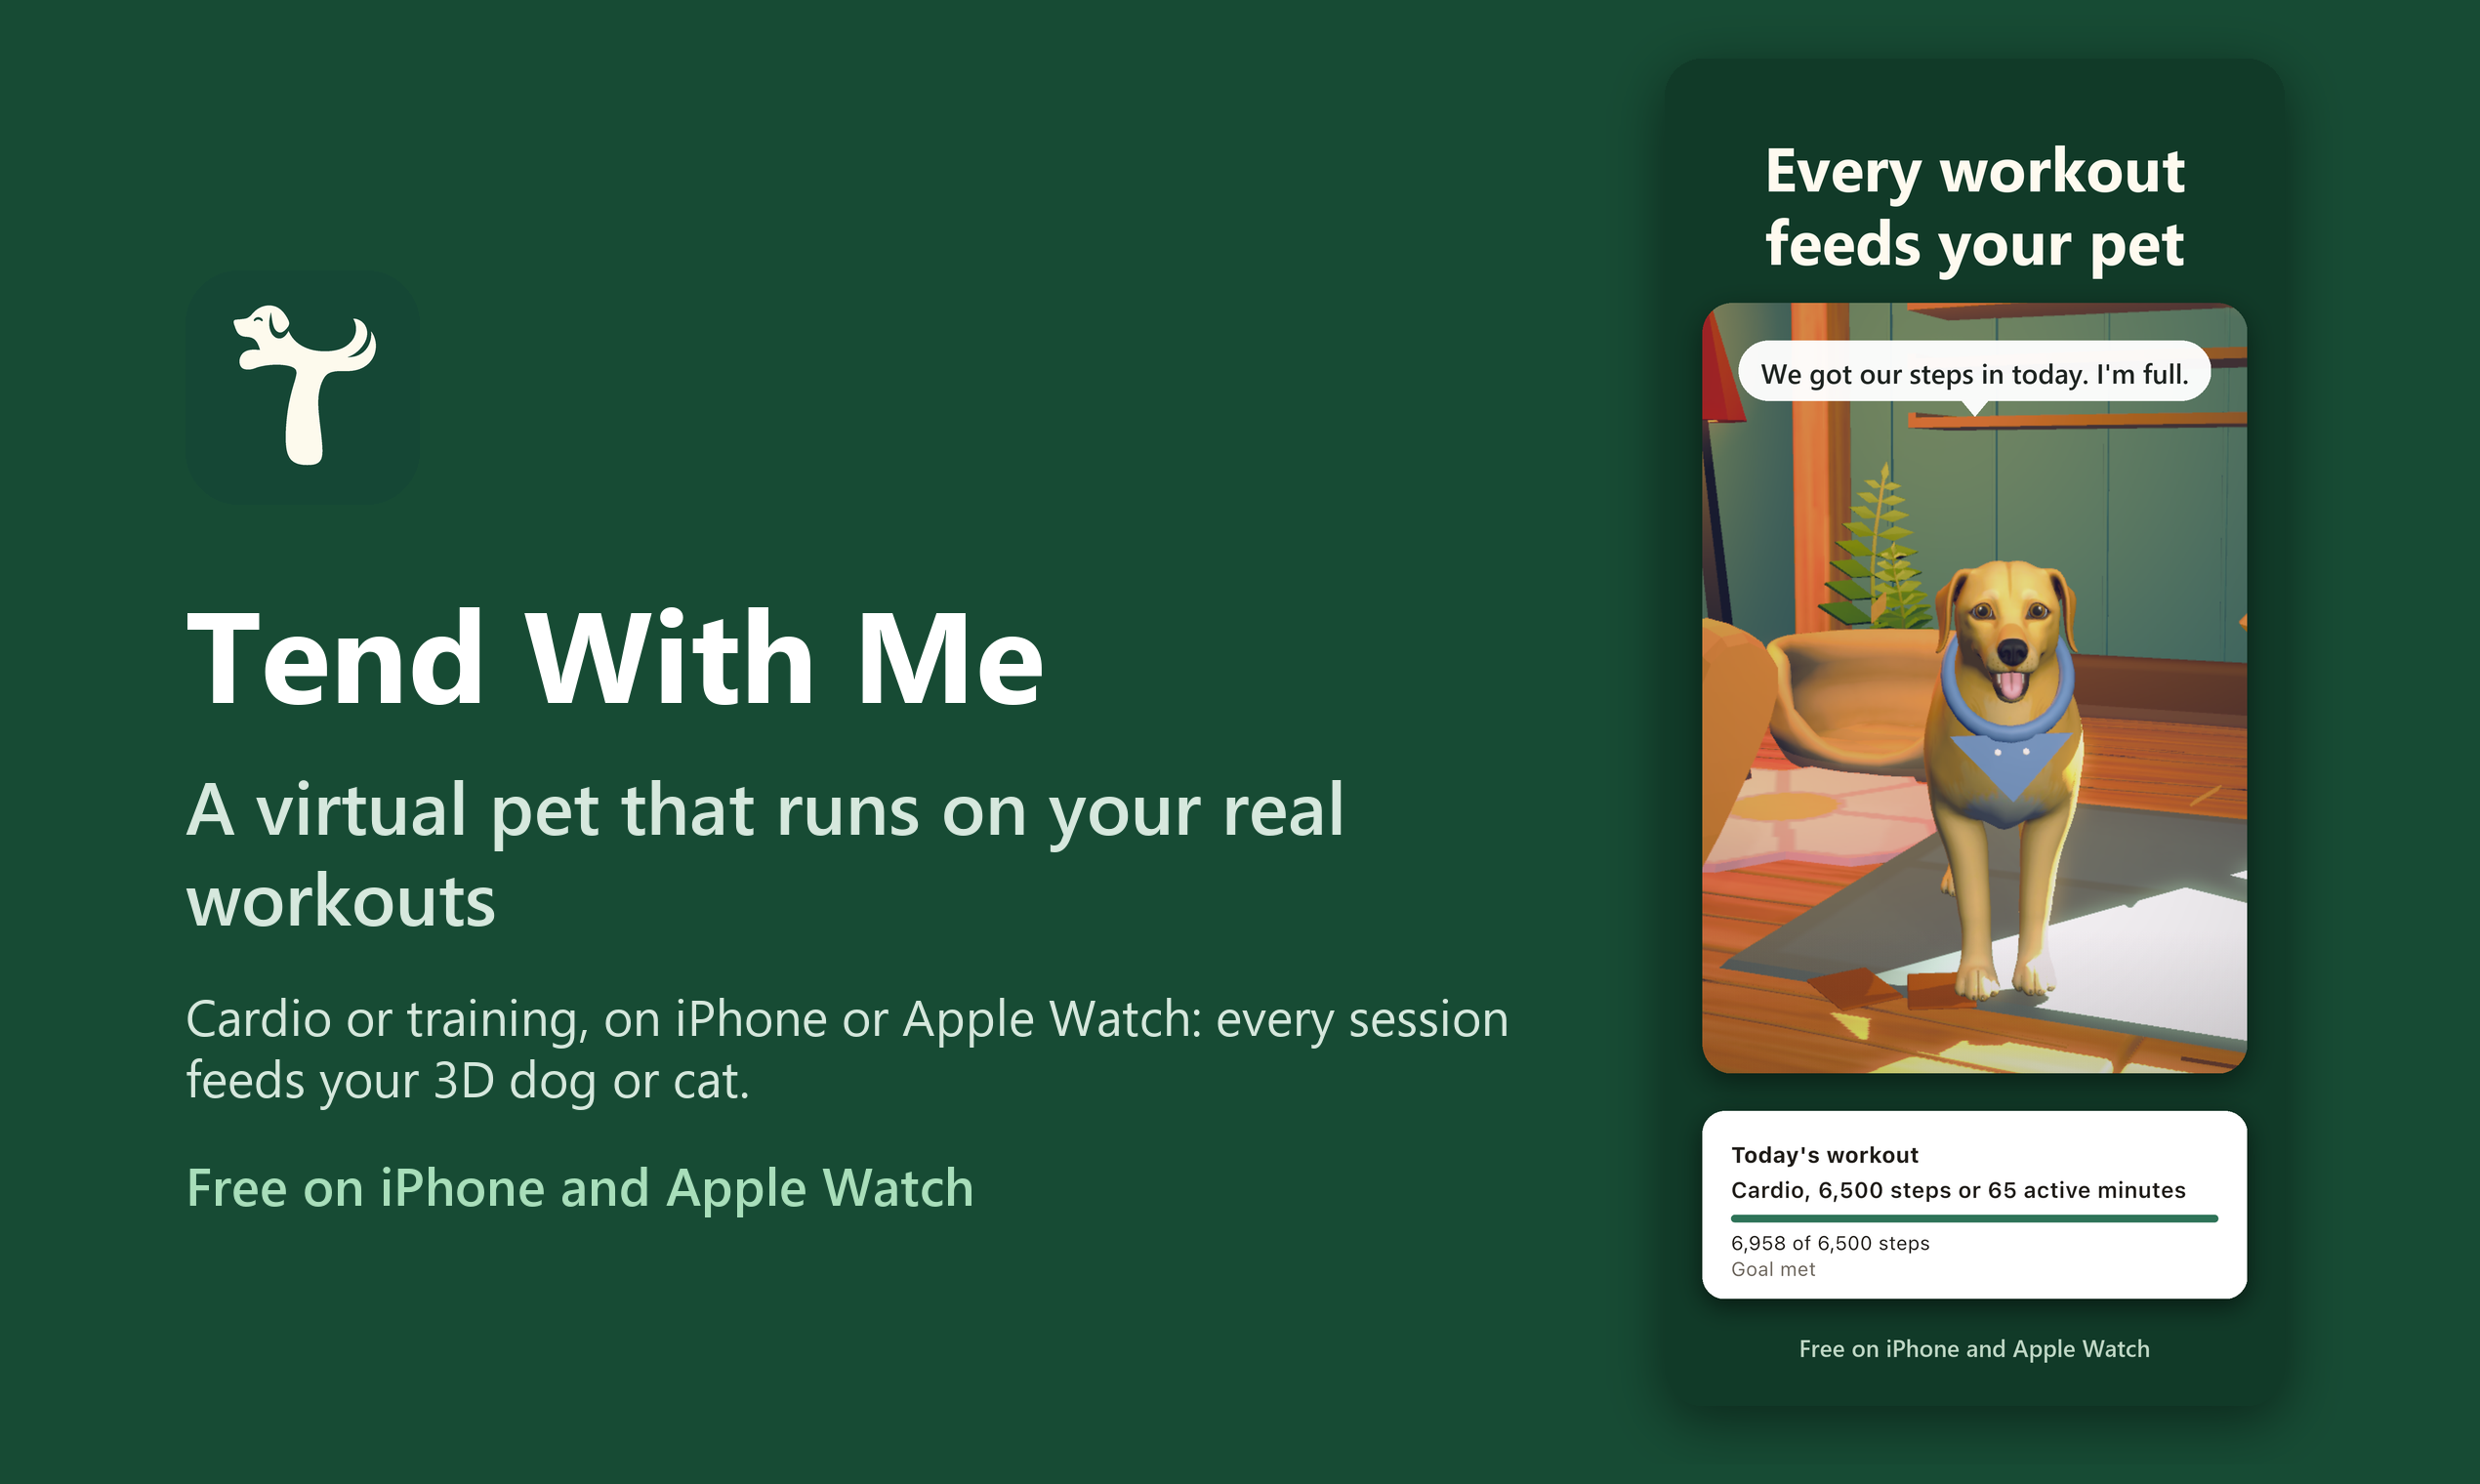 Tend With Me
A virtual pet that runs on your real
workouts
Cardio or training, on iPhone or Apple Watch: every session
feeds your 3D dog or cat.
Free on iPhone and Apple Watch
Every workout
feeds your pet
We got our steps in today. I'm full.
Today's workout
Cardio, 6,500 steps or 65 active minutes
6,958 of 6,500 steps
Goal met
Free on iPhone and Apple Watch